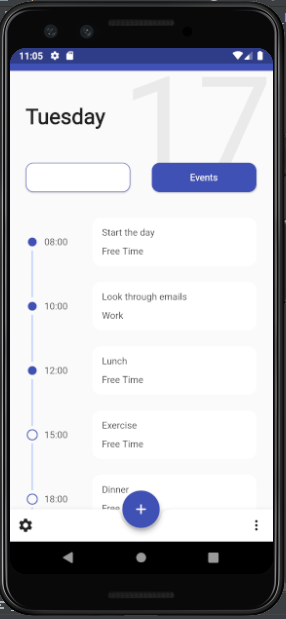 11:05
17
Tuesday
Events
08:00
Start the day
Free Time
10:00
Look through emails
Work
12:00
Lunch
Free Time
15:00
Exercise
Free Time
18:00
Dinner
Free
+